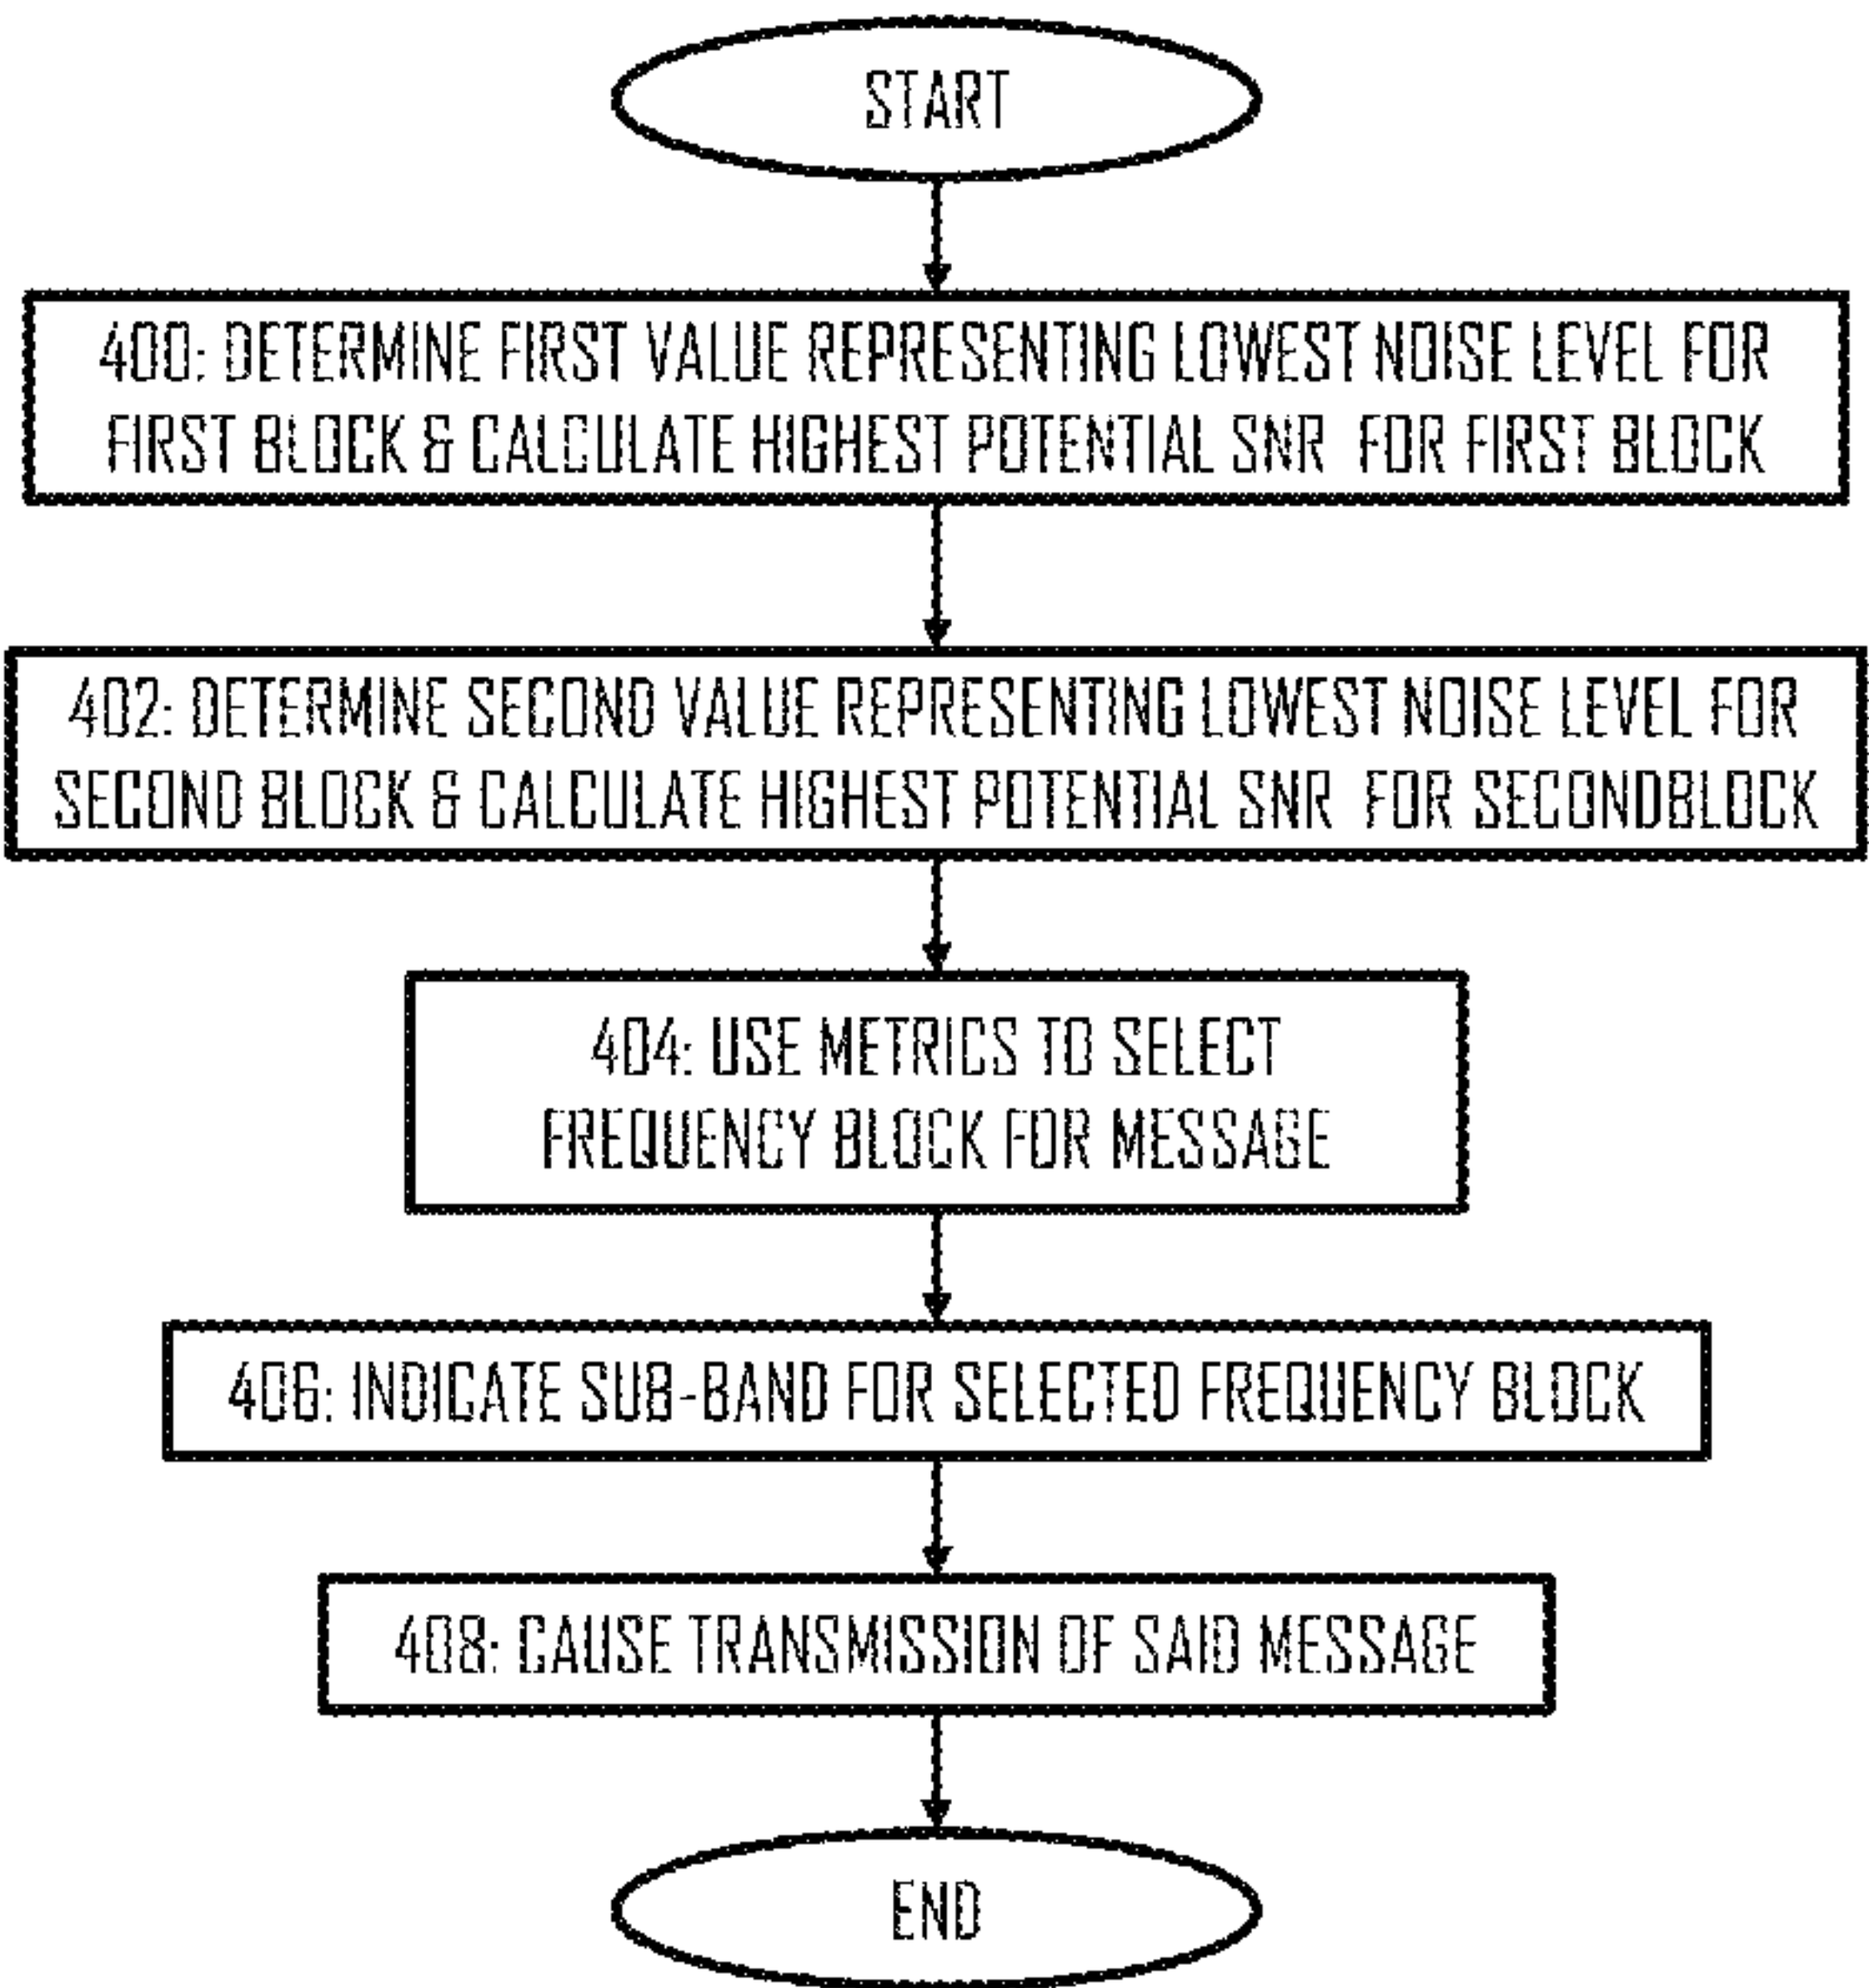 START
400: DETERMINE FIRST VALUE REPRESENTING LOWEST NOISE LEVEL FOR
FIRST BLOCK & CALCULATE HIGHEST POTENTIAL SNR FOR FIRST BLOCK
402: DETERMINE SECOND VALUE REPRESENTING LOWEST NOISE LEVEL FOR
SECOND BLOCK & CALCULATE HIGHEST POTENTIAL SNR FOR SECONDBLOCK
404: USE METRICS TO SELECT
FREQUENCY BLOCK FOR MESSAGE
406: INDICATE SUB-BAND FOR SELECTED FREQUENCY BLOCK
408: CAUSE TRANSMISSION OF SAID MESSAGE
END